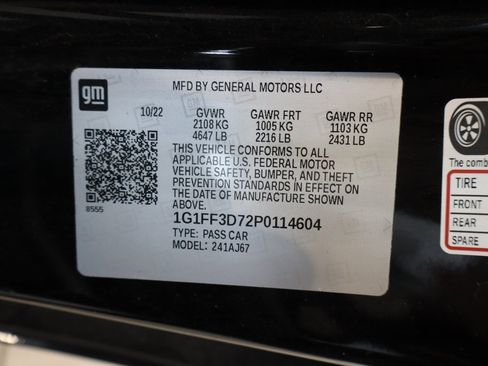 gm
MFD BY GENERAL MOTORS LLC
10/22 GVWR GAWR FRT GAWR RR
2108 KG 1005 KG 1103 KG
4647 LB 2216 LB 2431 LB
THIS VEHICLE CONFORMS TO ALL
APPLICABLE U.S. FEDERAL MOTOR
VEHICLE SAFETY, BUMPER, AND THEFT
PREVENTION STANDARDS IN EFFECT ON
THE DATE OF MANUFACTURE SHOWN
ABOVE.
8555
1G1FF3D72P0114604
TYPE: PASS CAR
MODEL: 241AJ67
The comb
TIRE
FRONT
REAR
SPARE